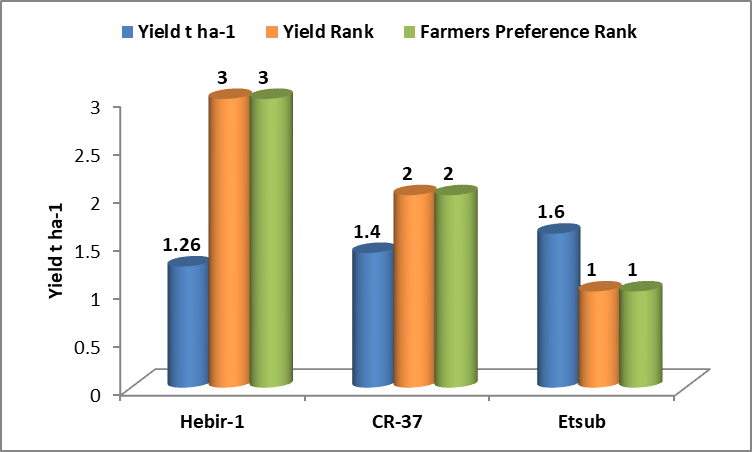 Yield t ha-1 Yield Rank Farmers Preference Rank
Yield t ha-1
3
2.5
2
1.5
1
0.5
0
1.26 3 3
1.4 2 2
1.6 1 1
Hebir-1 CR-37 Etsub